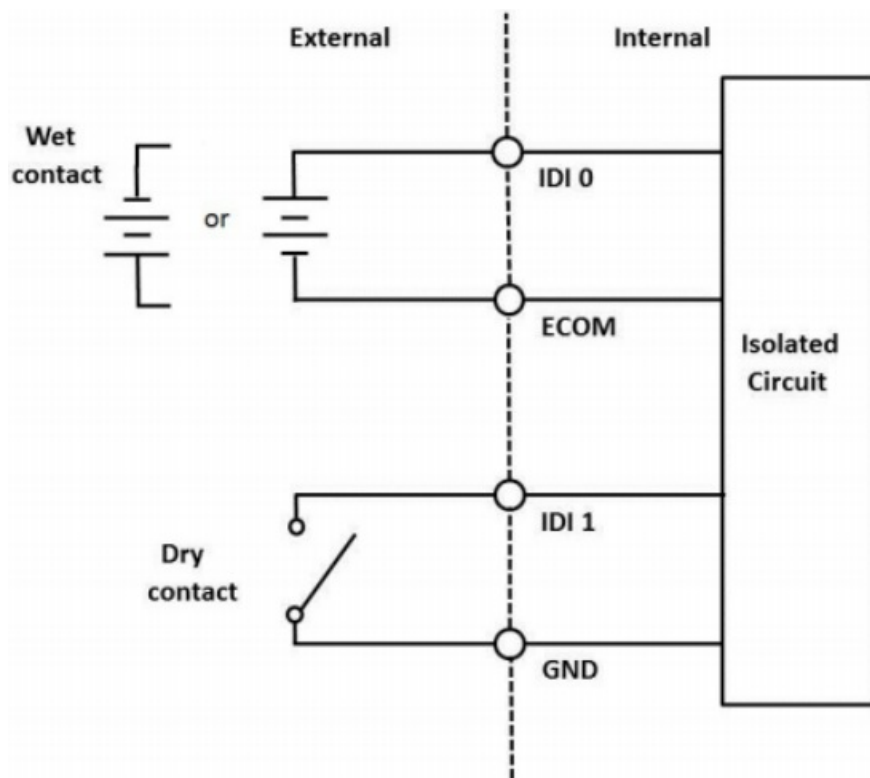 External
Internal
Wet
contact
or
IDI 0
ECOM
Isolated
Circuit
IDI 1
Dry
contact
GND